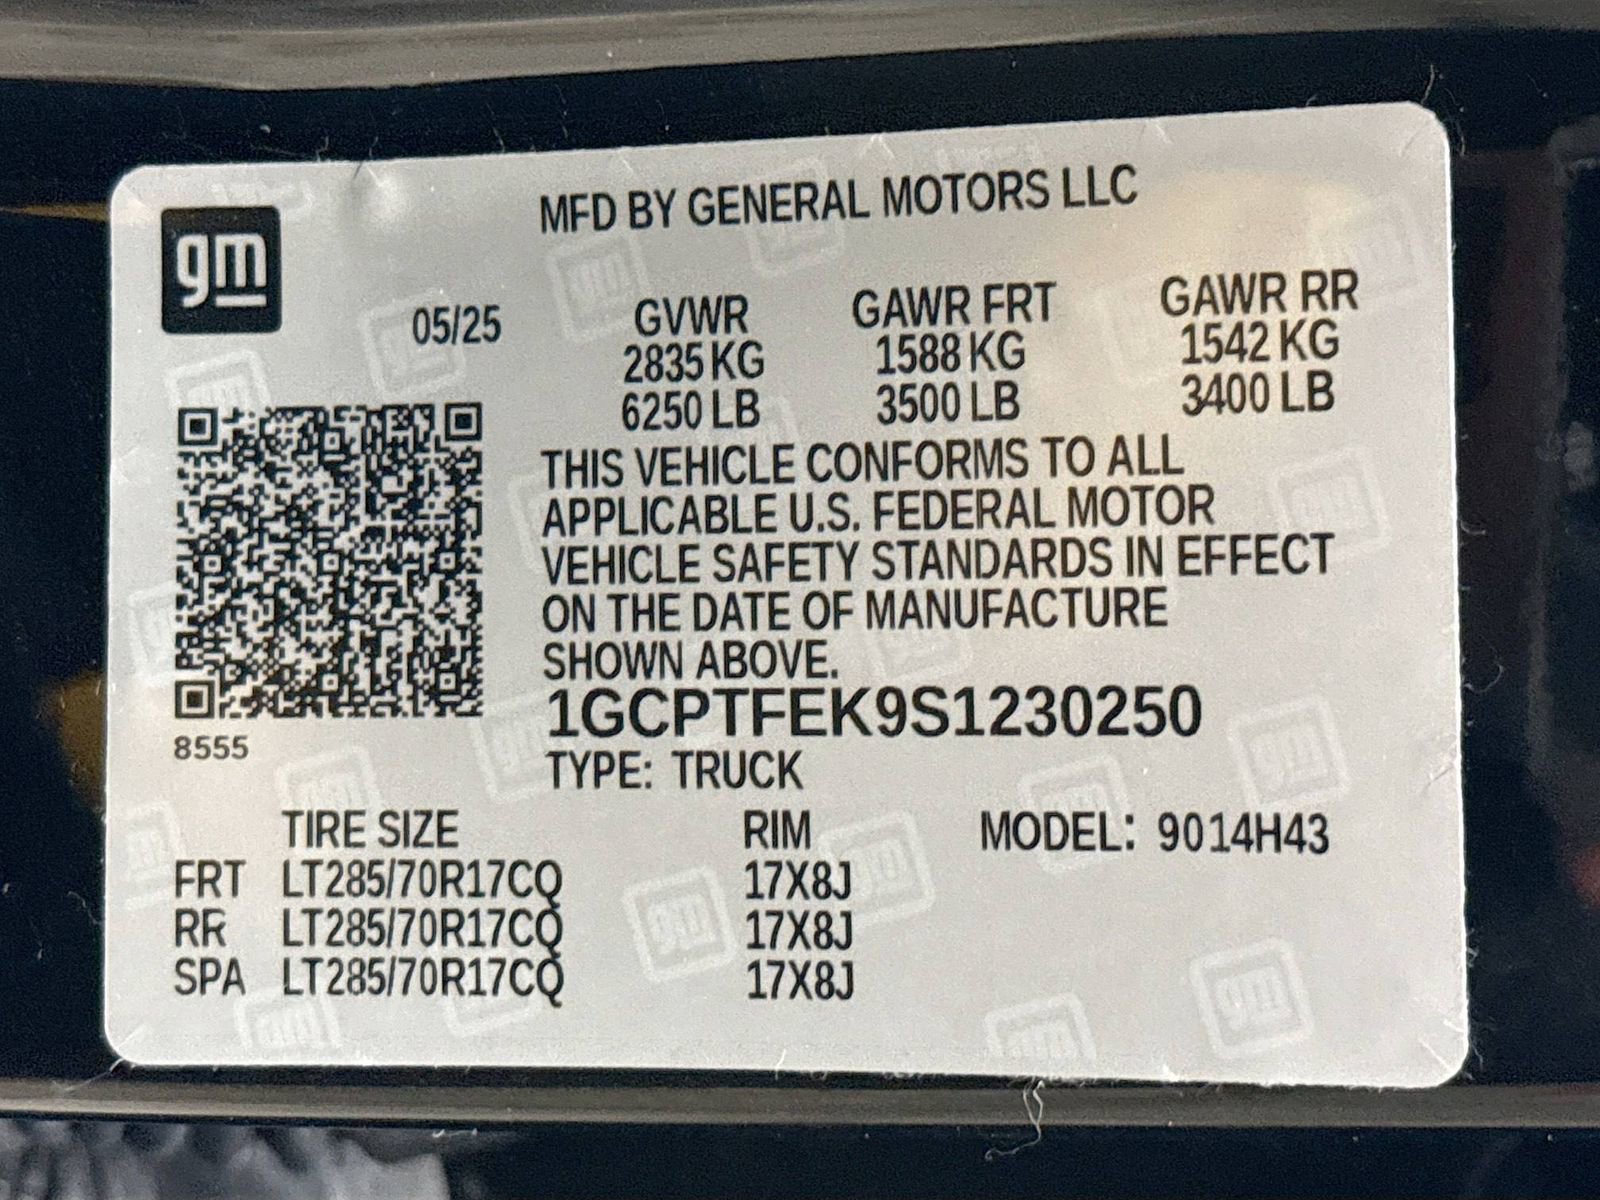 MFD BY GENERAL MOTORS LLC
gm
05/25
GVWR GAWR FRT GAWR RR
2835 KG 1588 KG 1542 KG
6250 LB 3500 LB 3400 LB
THIS VEHICLE CONFORMS TO ALL
APPLICABLE U.S. FEDERAL MOTOR
VEHICLE SAFETY STANDARDS IN EFFECT
ON THE DATE OF MANUFACTURE
SHOWN ABOVE.
1GCPTFEK9S1230250
8555
TYPE: TRUCK
TIRE SIZE RIM MODEL: 9014H43
FRT LT285/70R17CQ 17X8J
RR LT285/70R17CQ 17X8J
SPA LT285/70R17CQ 17X8J